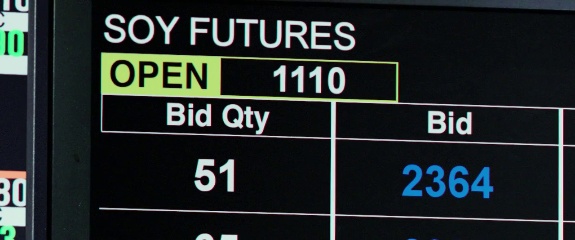 SOY FUTURES
OPEN 1110
Bid Qty Bid
51 2364